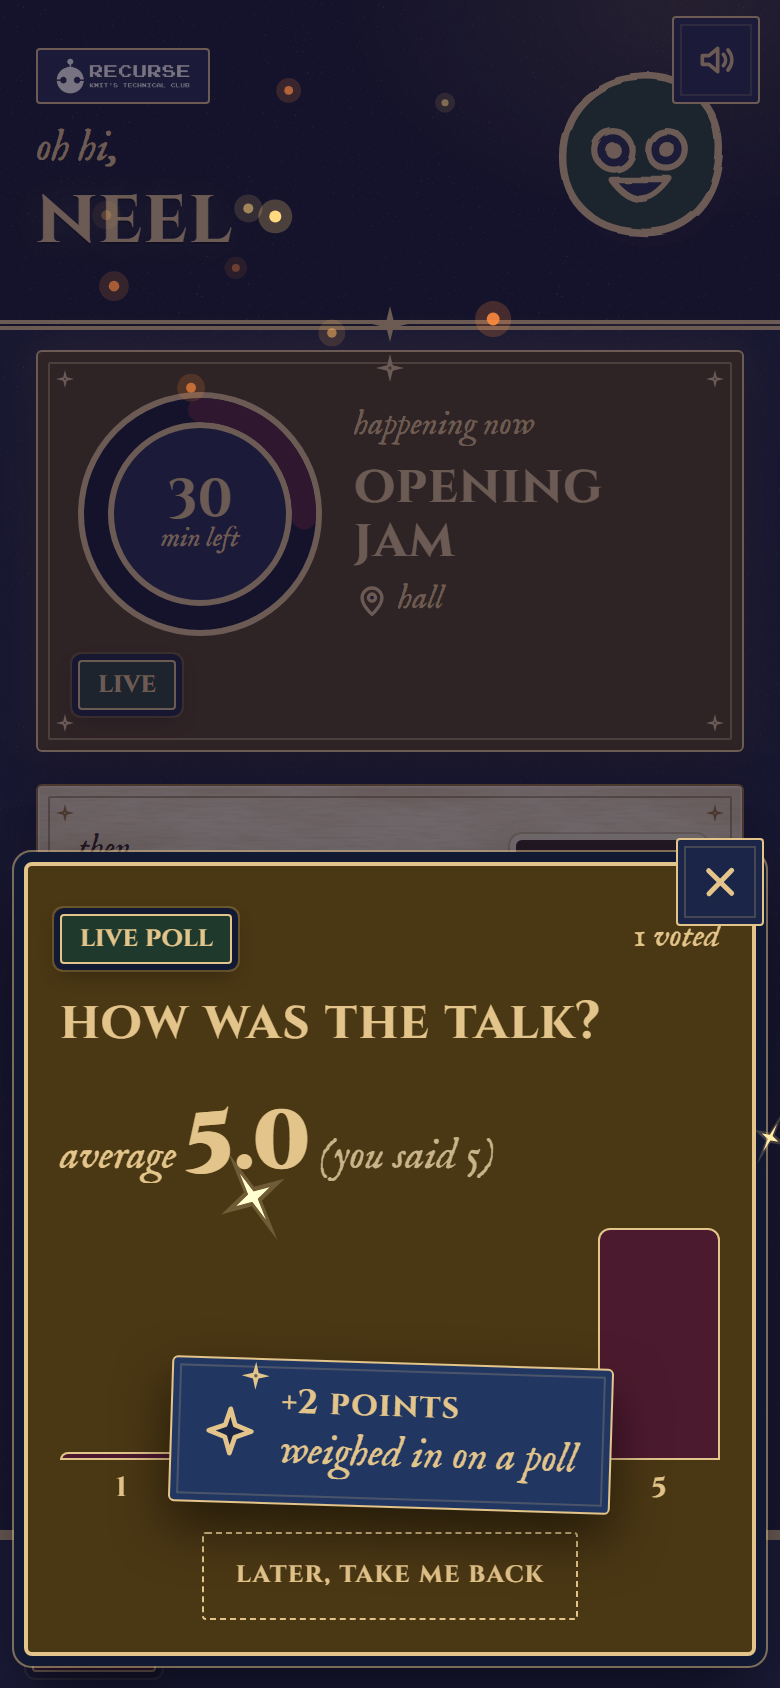 RECURSE
KMIT'S TECHNICAL CLUB
oh hi,
NEEL
30
min left
happening now
OPENING
JAM
hall
LIVE
then
LIVE POLL
1 voted
HOW WAS THE TALK?
average 5.0 (you said 5)
+2 POINTS
weighed in on a poll
1
5
LATER, TAKE ME BACK